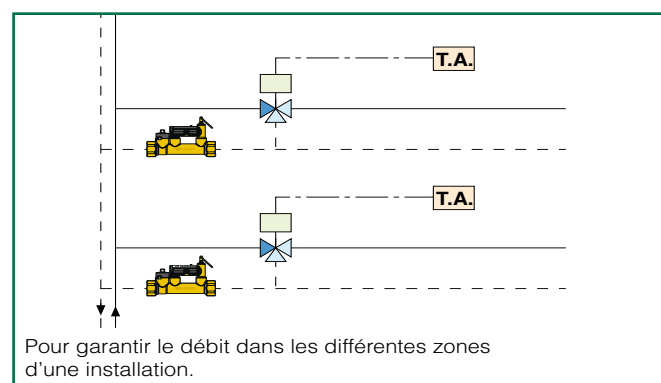 T.A.
T.A.
Pour garantir le débit dans les différentes zones
d'une installation.